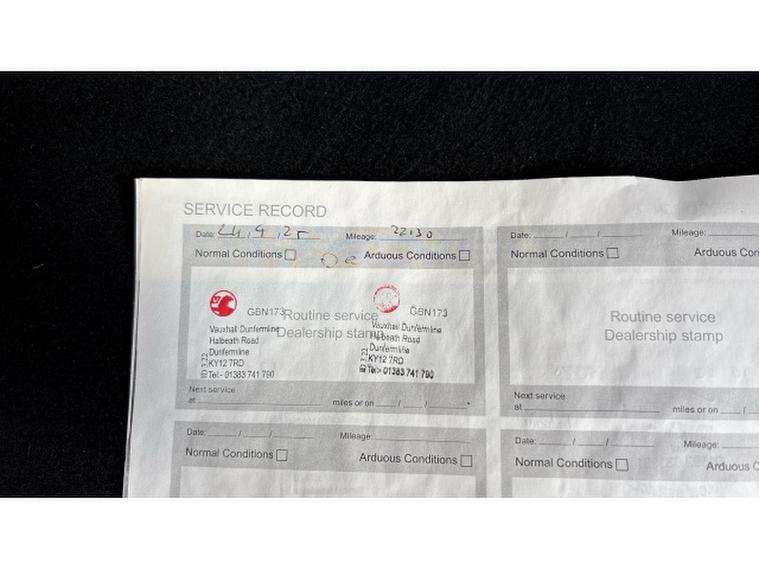 SERVICE RECORD
Date: 24, 9, 25 Mileage: 22130
Normal Conditions Arduous Conditions
GBN173 GBN173
Routine service
Dealership stamp
Vauxhall Dunfermline
Halbeath Road
Dunfermline
KY12 7RD
Tel:- 01383 741 790
Vauxhall Dunfermline
Halbeath Road
Dunfermline
KY12 7RD
Tel:- 01383 741 790
Next service
at miles or on / /
Date: / / Mileage:
Normal Conditions Arduous Con
Routine service
Dealership stamp
Next service
at miles or on /
Date: / / Mileage:
Normal Conditions Arduous Conditions
Date: / / Mileage:
Normal Conditions Arduous C